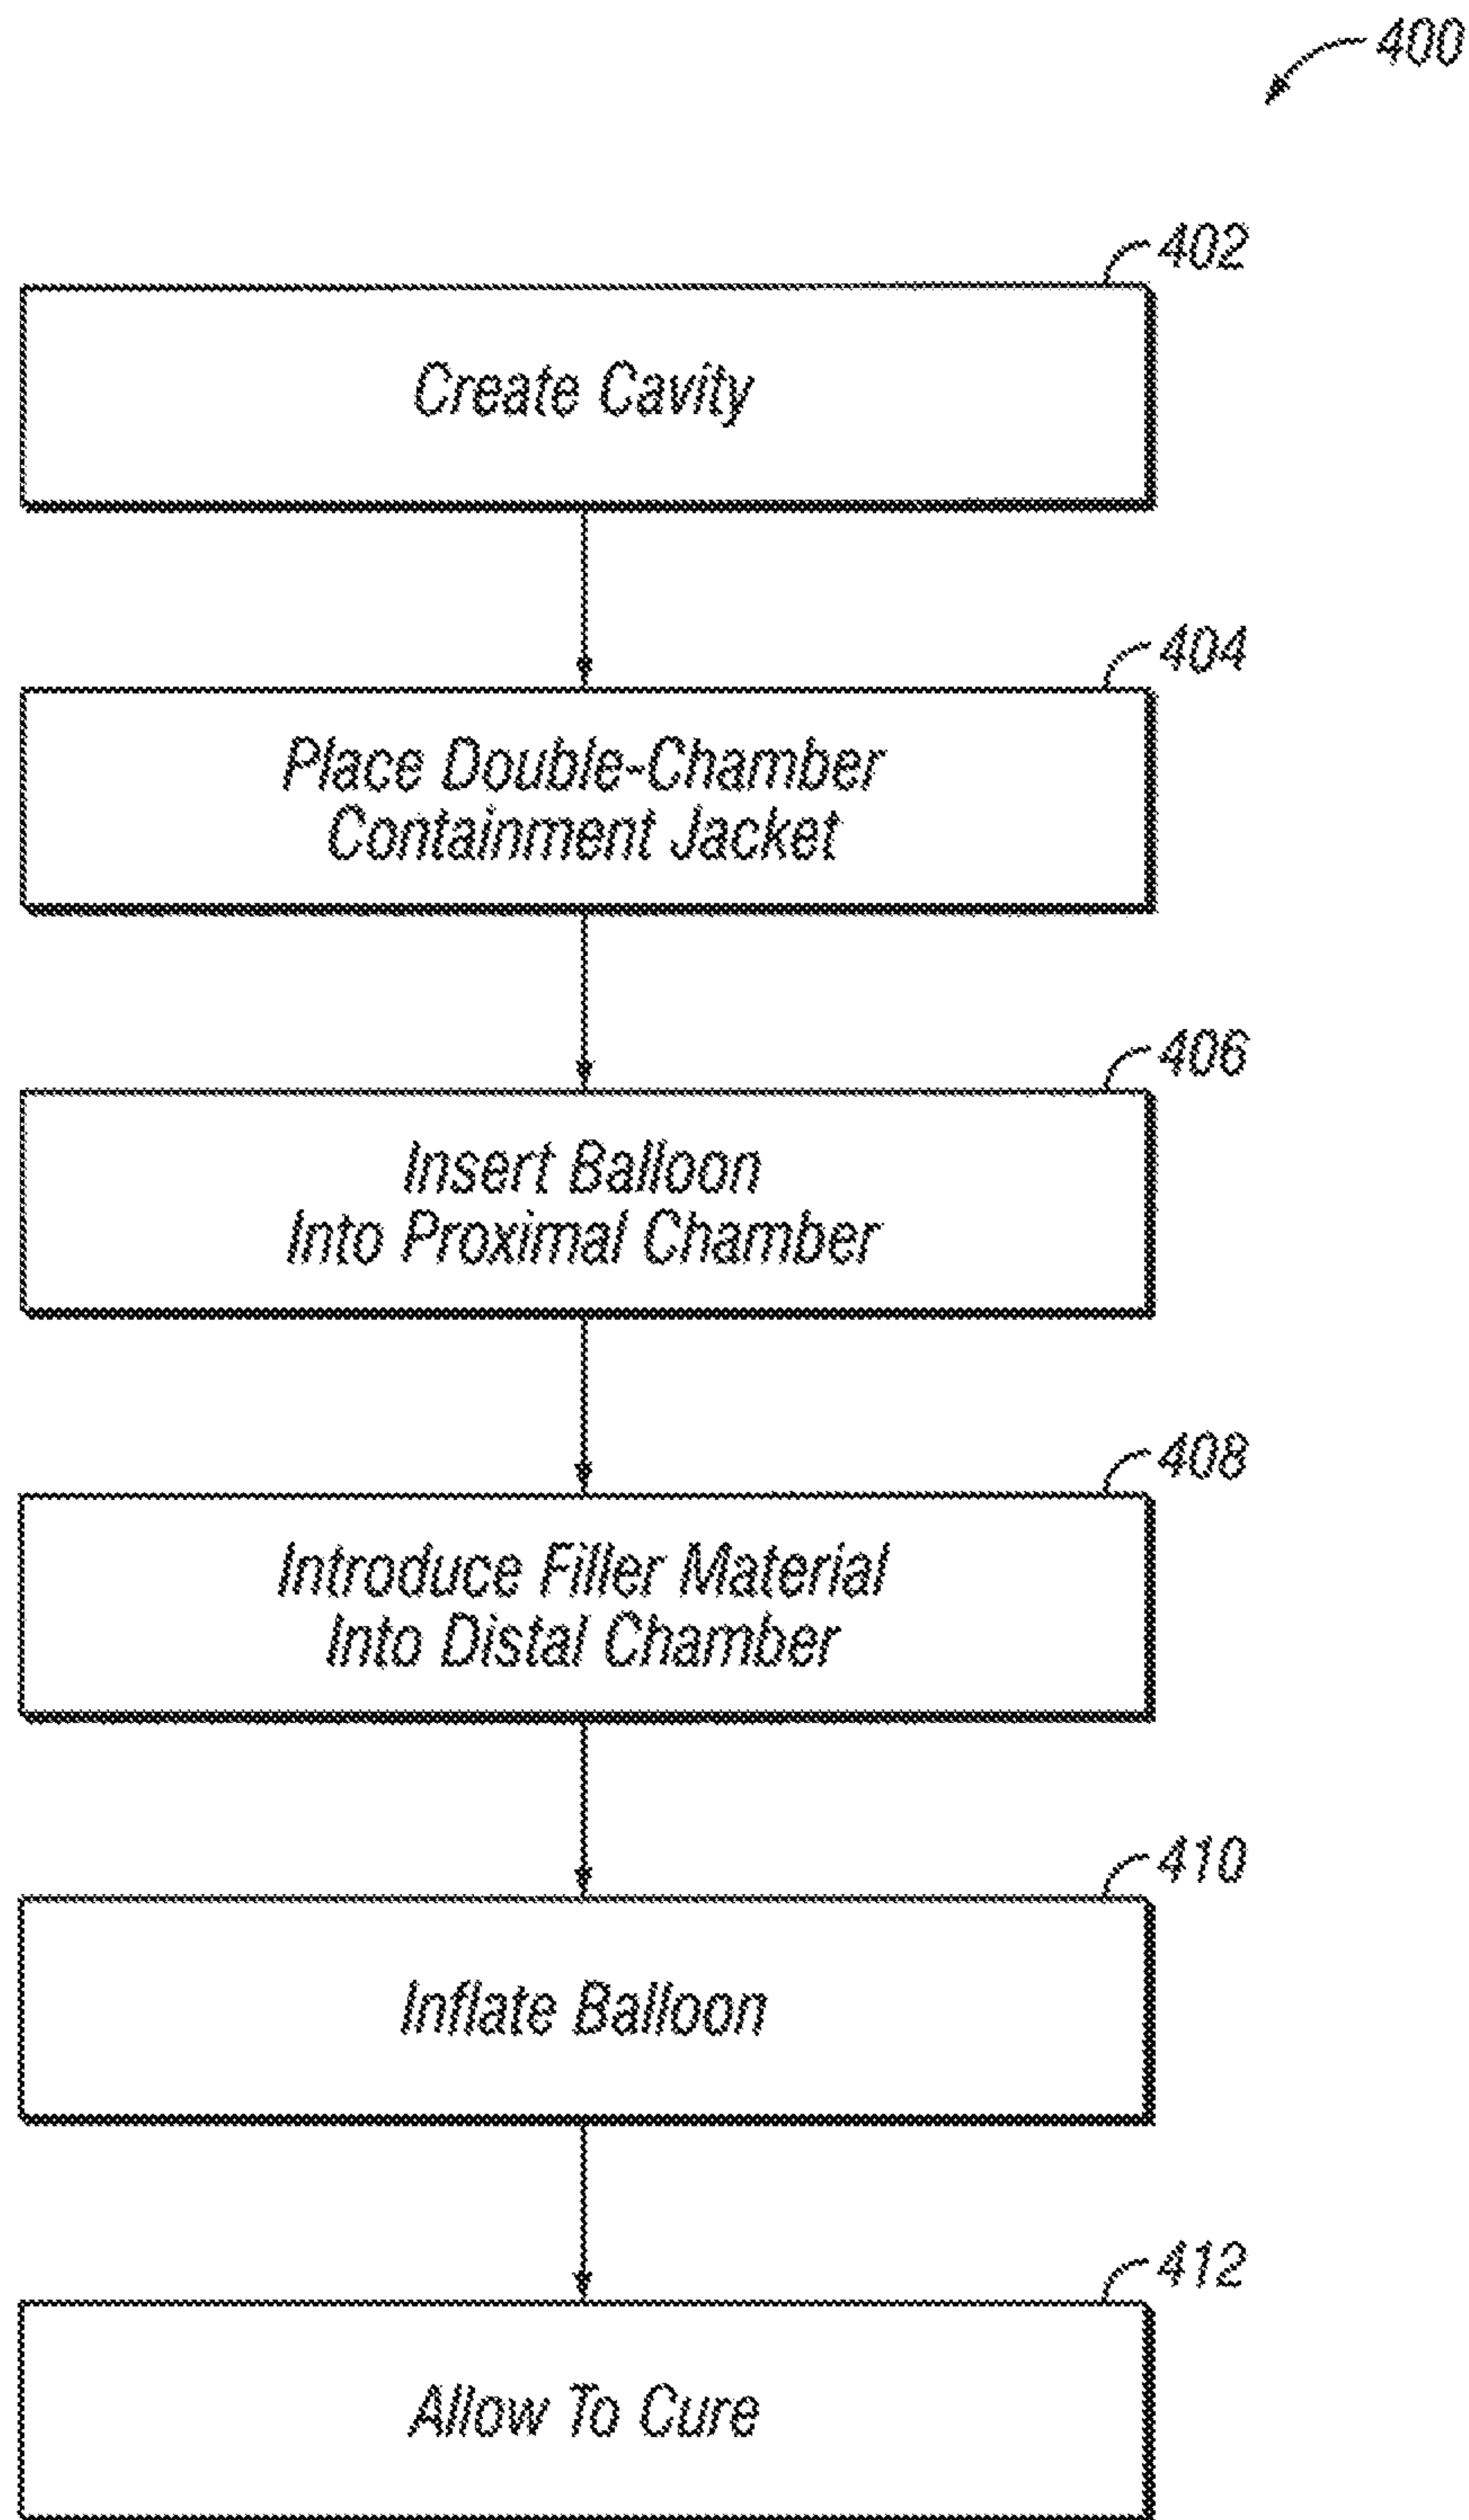 400
402
Create Cavity
404
Place Double-Chamber
Containment Jacket
406
Insert Balloon
Into Proximal Chamber
408
Introduce Filler Material
Into Distal Chamber
410
Inflate Balloon
412
Allow To Cure